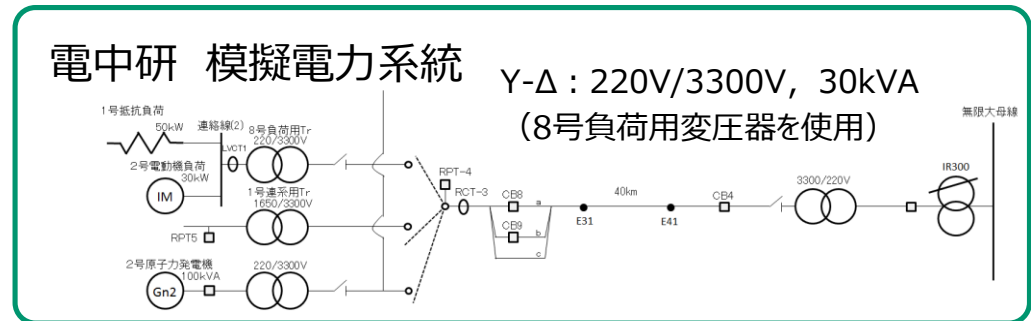 電中研 模擬電力系統
Y-Δ：220V/3300V, 30kVA
（8号負荷用変圧器を使用）
1号抵抗負荷
50kW
連絡線(2)
LVCT1
8号負荷用Tr
220/3300V
2号電動機負荷
30kW
IM
1号連系用Tr
1650/3300V
RPT5
2号原子力発電機
100kVA
Gn2
220/3300V
RPT-4
RCT-3
CB8
a
CB9
b
c
E31
40km
E41
CB4
3300/220V
IR300
無限大母線